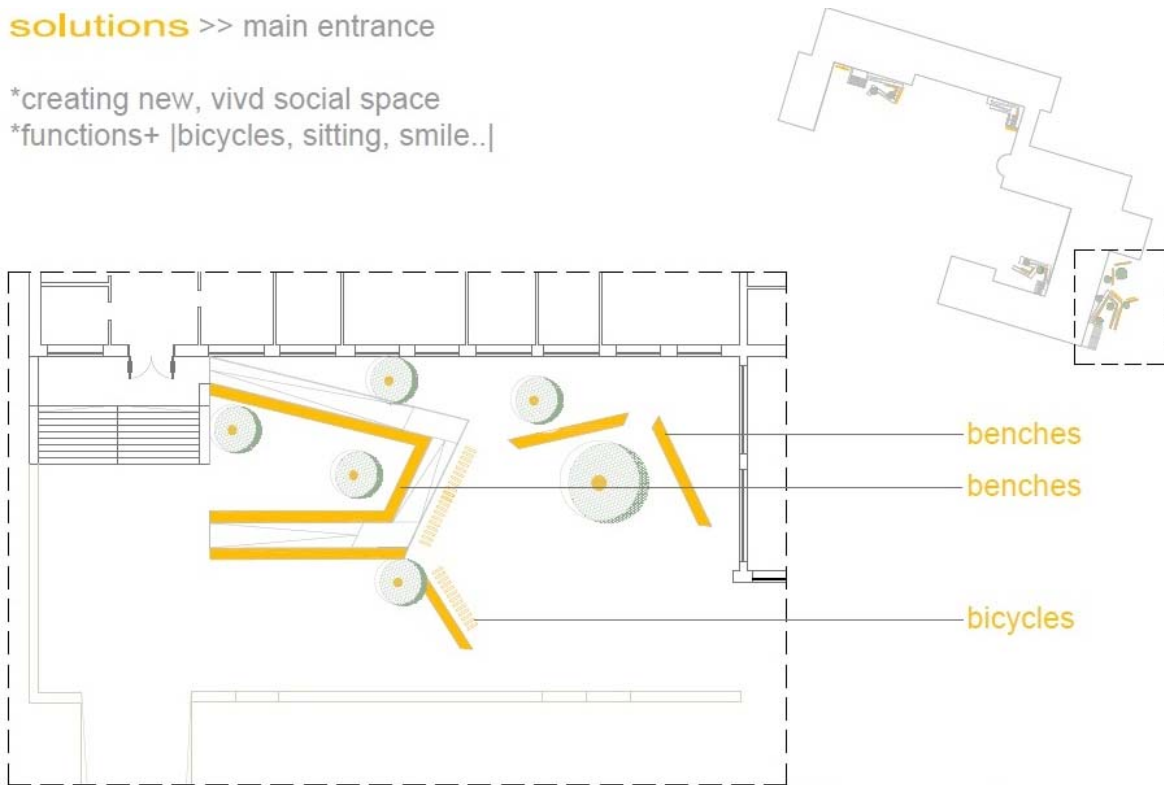 solutions >> main entrance
*creating new, vivd social space
*functions+ |bicycles, sitting, smile..|
benches
benches
bicycles